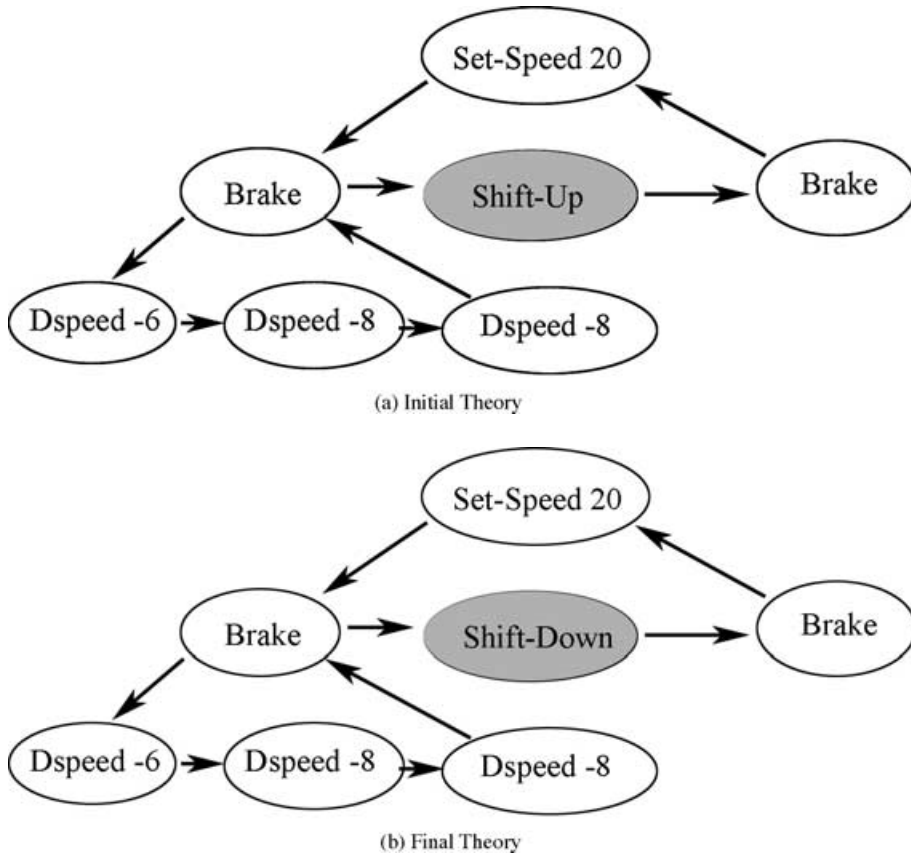 Set-Speed 20
Brake
Shift-Up
Brake
Dspeed -6
Dspeed -8
Dspeed -8
(a) Initial Theory
Set-Speed 20
Brake
Shift-Down
Brake
Dspeed -6
Dspeed -8
Dspeed -8
(b) Final Theory